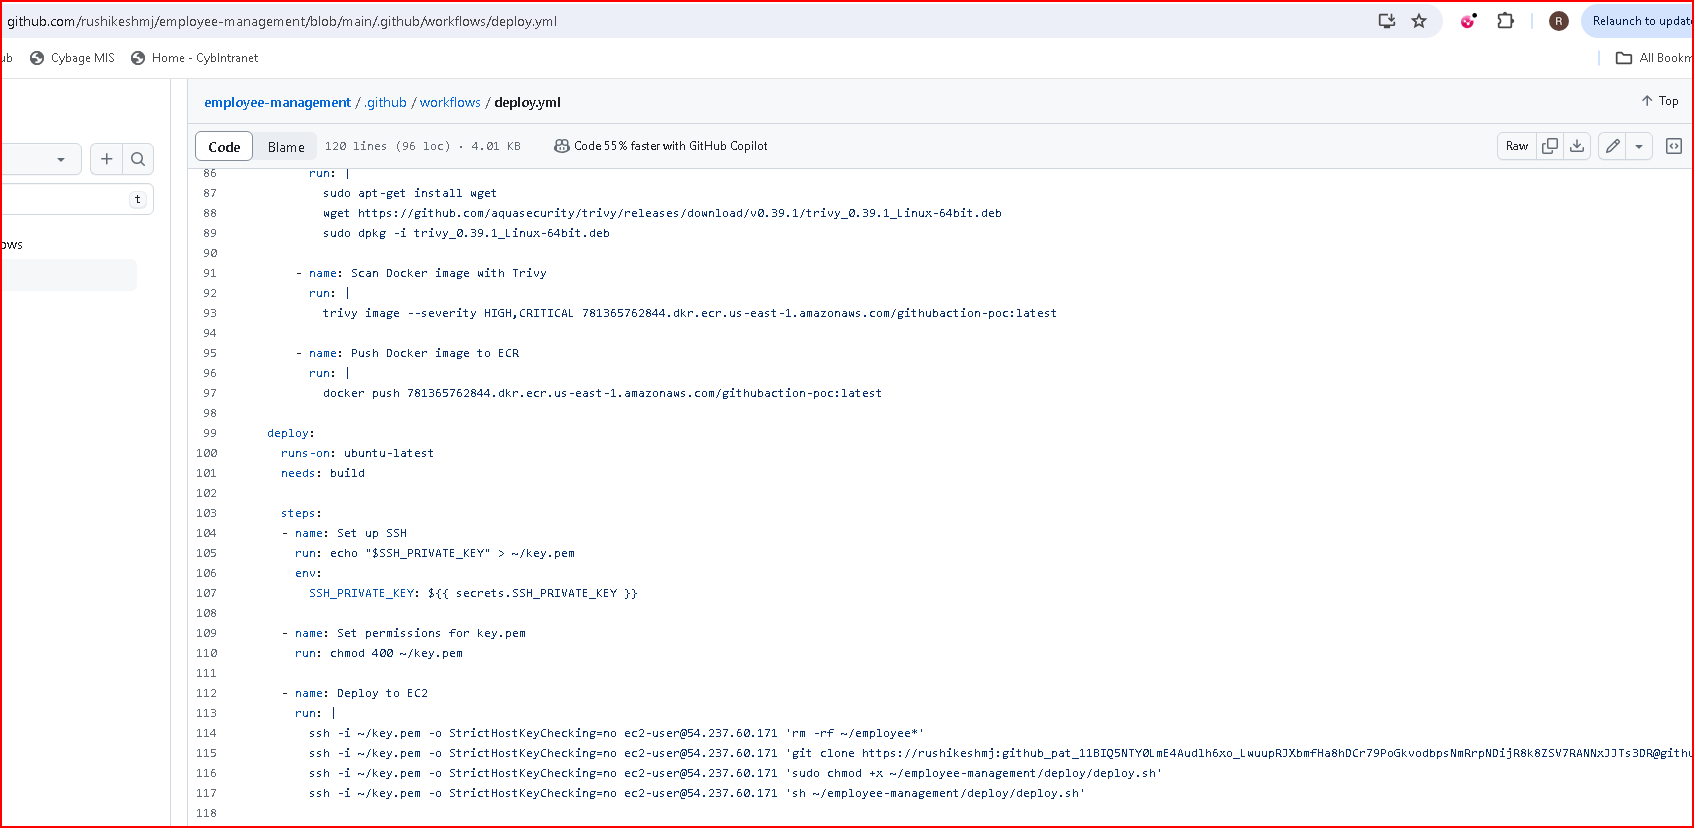 github.com/rushikeshmj/employee-management/blob/main/.github/workflows/deploy.yml
R
Relaunch to update
ub Cybage MIS Home - CybIntranet
All Bookm
employee-management / .github / workflows / deploy.yml
Top
Code Blame 120 lines (96 loc) · 4.01 KB Code 55% faster with GitHub Copilot
Raw
t
ows
86 run: |
87 sudo apt-get install wget
88 wget https://github.com/aquasecurity/trivy/releases/download/v0.39.1/trivy_0.39.1_Linux-64bit.deb
89 sudo dpkg -i trivy_0.39.1_Linux-64bit.deb
90
91 - name: Scan Docker image with Trivy
92 run: |
93 trivy image --severity HIGH,CRITICAL 781365762844.dkr.ecr.us-east-1.amazonaws.com/githubaction-poc:latest
94
95 - name: Push Docker image to ECR
96 run: |
97 docker push 781365762844.dkr.ecr.us-east-1.amazonaws.com/githubaction-poc:latest
98
99 deploy:
100 runs-on: ubuntu-latest
101 needs: build
102
103 steps:
104 - name: Set up SSH
105 run: echo "$SSH_PRIVATE_KEY" > ~/key.pem
106 env:
107 SSH_PRIVATE_KEY: ${{ secrets.SSH_PRIVATE_KEY }}
108
109 - name: Set permissions for key.pem
110 run: chmod 400 ~/key.pem
111
112 - name: Deploy to EC2
113 run: |
114 ssh -i ~/key.pem -o StrictHostKeyChecking=no ec2-user@54.237.60.171 'rm -rf ~/employee*'
115 ssh -i ~/key.pem -o StrictHostKeyChecking=no ec2-user@54.237.60.171 'git clone https://rushikeshmj:
116 ssh -i ~/key.pem -o StrictHostKeyChecking=no ec2-user@54.237.60.171 'sudo chmod +x ~/employee-management/deploy/deploy.sh'
117 ssh -i ~/key.pem -o StrictHostKeyChecking=no ec2-user@54.237.60.171 'sh ~/employee-management/deploy/deploy.sh'
118